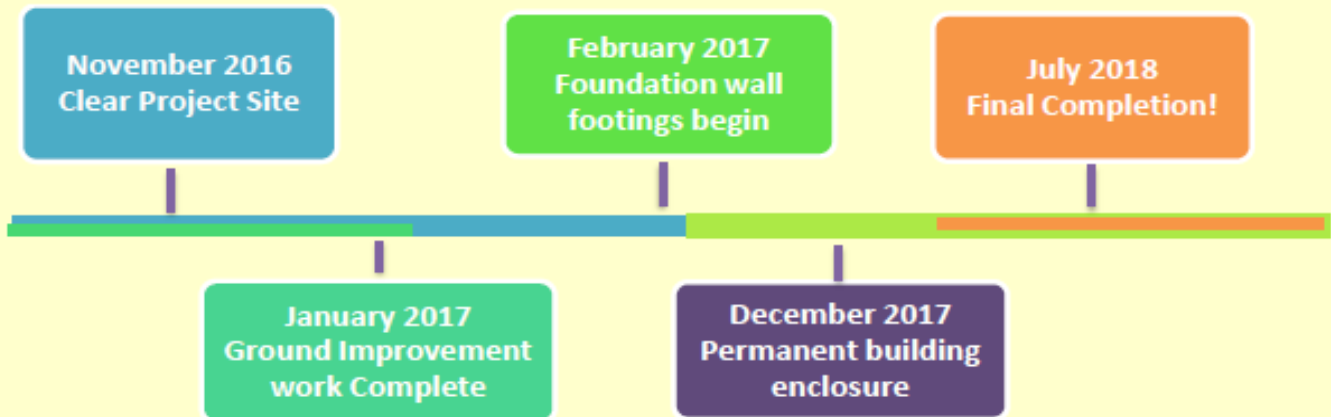 November 2016
Clear Project Site
February 2017
Foundation wall
footings begin
July 2018
Final Completion!
January 2017
Ground Improvement
work Complete
December 2017
Permanent building
enclosure